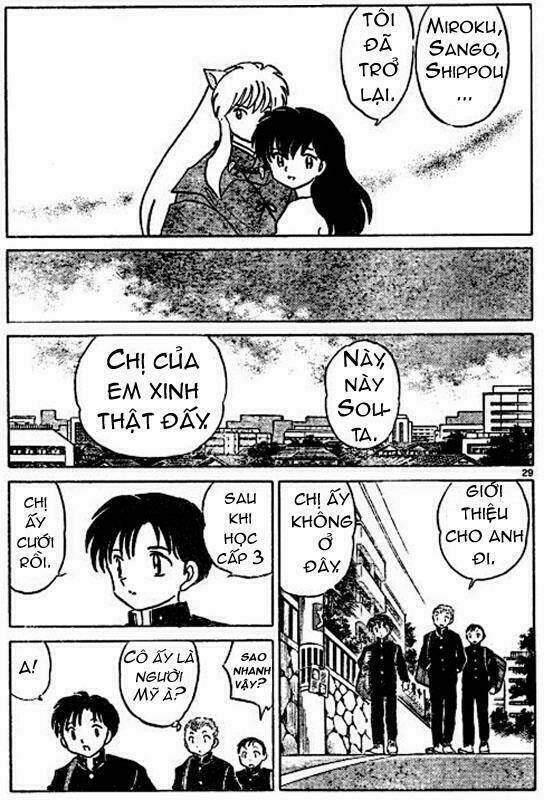 MIROKU,
SANGO,
SHIPPOU
...
TÔI
ĐÃ
TRỞ
LẠI.
NÀY,
NÀY
SOU-
TA.
CHỊ CỦA
EM XINH
THẬT ĐẤY.
29
GIỚI
THIỆU
CHO ANH
ĐI.
CHỊ ẤY
KHÔNG
Ở
ĐÂY.
SAU
KHI
HỌC
CẤP 3
CHỊ
ẤY
CƯỚI
RỒI.
SAO
NHANH
VẬY?
CÔ ẤY LÀ
NGƯỜI
MỸ À?
A!